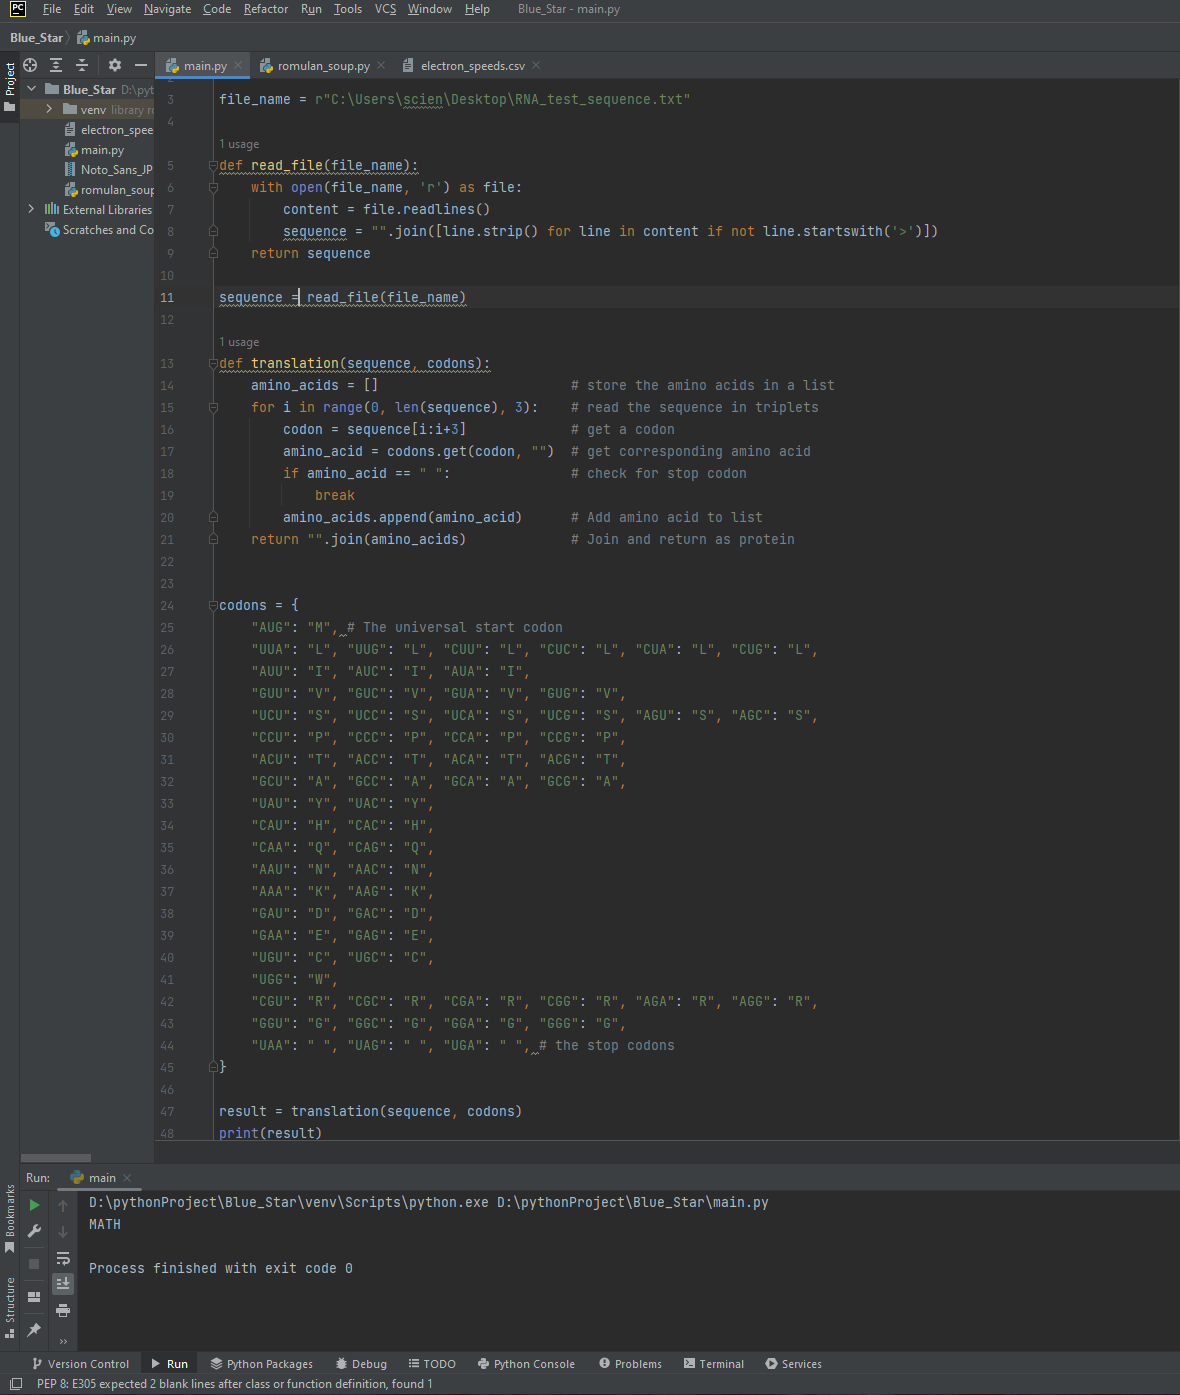 PC File Edit View Navigate Code Refactor Run Tools VCS Window Help Blue_Star - main.py
Blue_Star main.py
Project
main.py romulan_soup.py electron_speeds.csv
Blue_Star D:\pyt
venv library ro
electron_spee
main.py
Noto_Sans_JP
romulan_soup
External Libraries
Scratches and Co
2
3 file_name = r"C:\Users\scien\Desktop\RNA_test_sequence.txt"
4
1 usage
5 def read_file(file_name):
6 with open(file_name, 'r') as file:
7 content = file.readlines()
8 sequence = "".join([line.strip() for line in content if not line.startswith('>')])
9 return sequence
10
11 sequence = read_file(file_name)
12
1 usage
13 def translation(sequence, codons):
14 amino_acids = [] # store the amino acids in a list
15 for i in range(0, len(sequence), 3): # read the sequence in triplets
16 codon = sequence[i:i+3] # get a codon
17 amino_acid = codons.get(codon, "") # get corresponding amino acid
18 if amino_acid == " ": # check for stop codon
19 break
20 amino_acids.append(amino_acid) # Add amino acid to list
21 return "".join(amino_acids) # Join and return as protein
22
23
24 codons = {
25 "AUG": "M", # The universal start codon
26 "UUA": "L", "UUG": "L", "CUU": "L", "CUC": "L", "CUA": "L", "CUG": "L",
27 "AUU": "I", "AUC": "I", "AUA": "I",
28 "GUU": "V", "GUC": "V", "GUA": "V", "GUG": "V",
29 "UCU": "S", "UCC": "S", "UCA": "S", "UCG": "S", "AGU": "S", "AGC": "S",
30 "CCU": "P", "CCC": "P", "CCA": "P", "CCG": "P",
31 "ACU": "T", "ACC": "T", "ACA": "T", "ACG": "T",
32 "GCU": "A", "GCC": "A", "GCA": "A", "GCG": "A",
33 "UAU": "Y", "UAC": "Y",
34 "CAU": "H", "CAC": "H",
35 "CAA": "Q", "CAG": "Q",
36 "AAU": "N", "AAC": "N",
37 "AAA": "K", "AAG": "K",
38 "GAU": "D", "GAC": "D",
39 "GAA": "E", "GAG": "E",
40 "UGU": "C", "UGC": "C",
41 "UGG": "W",
42 "CGU": "R", "CGC": "R", "CGA": "R", "CGG": "R", "AGA": "R", "AGG": "R",
43 "GGU": "G", "GGC": "G", "GGA": "G", "GGG": "G",
44 "UAA": " ", "UAG": " ", "UGA": " ", # the stop codons
45 }
46
47 result = translation(sequence, codons)
48 print(result)
Run: main
D:\pythonProject\Blue_Star\venv\Scripts\python.exe D:\pythonProject\Blue_Star\main.py
MATH
Process finished with exit code 0
Bookmarks
Structure
Version Control Run Python Packages Debug TODO Python Console Problems Terminal Services
PEP 8: E305 expected 2 blank lines after class or function definition, found 1